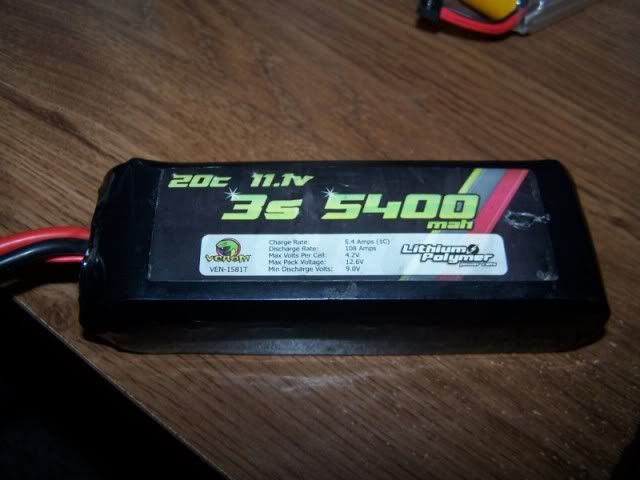 20c 11.1v
3s 5400
mah
VENOM
VEN-1581T
Charge Rate: 5.4 Amps (1C)
Discharge Rate: 108 Amps
Max Volts Per Cell: 4.2V
Max Pack Voltage: 12.6V
Min Discharge Volts: 9.0V
Lithium
Polymer